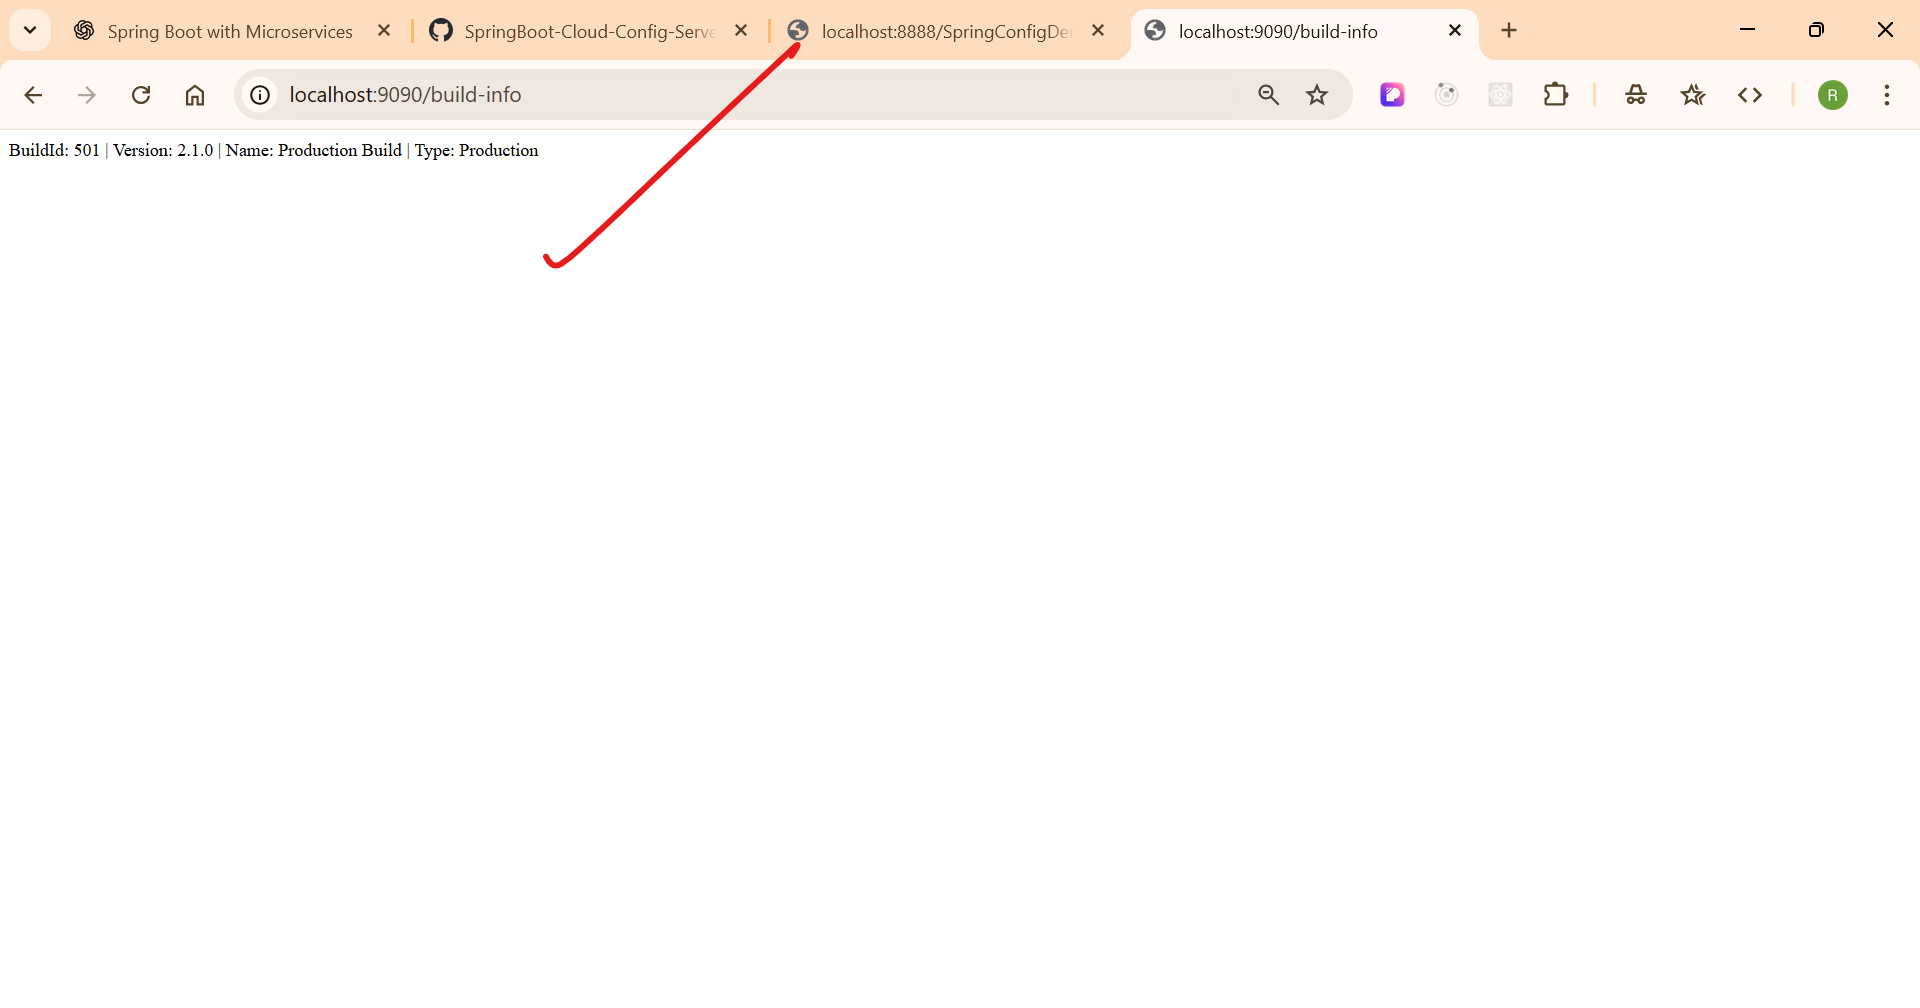 Spring Boot with Microservices
SpringBoot-Cloud-Config-Serve
localhost:8888/SpringConfigDe
localhost:9090/build-info
localhost:9090/build-info
R
BuildId: 501 | Version: 2.1.0 | Name: Production Build | Type: Production